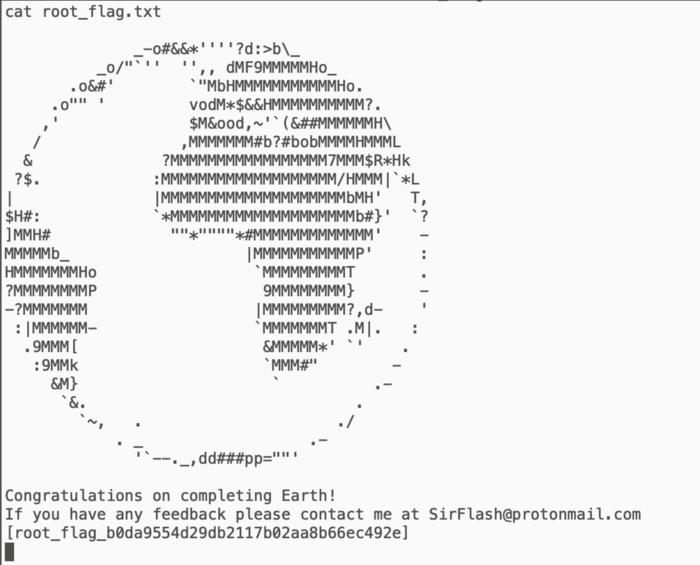 cat root_flag.txt
              _-o#&&*''''?d:>b\_
          _o/"`''  '',, dMF9MMMMMHo_
       .o&#'        `"MbHMMMMMMMMMMMHo.
     .o"" '         vodM*$&&HMMMMMMMMMM?.
    ,'              $M&ood,~'`(&##MMMMMMH\
   /               ,MMMMMMM#b?#bobMMMMHMMML
  &              ?MMMMMMMMMMMMMMMMM7MMM$R*Hk
 ?$.            :MMMMMMMMMMMMMMMMMMM/HMMM|`*L
|               |MMMMMMMMMMMMMMMMMMMMbMH'   T,
$H#:            `*MMMMMMMMMMMMMMMMMMMMb#}'  `?
]MMH#             ""*""""*#MMMMMMMMMMMMM'    -
MMMMMb_                   |MMMMMMMMMMMP'     :
HMMMMMMMHo                 `MMMMMMMMMT       .
?MMMMMMMMP                  9MMMMMMMM}       -
-?MMMMMMM                  |MMMMMMMMM?,d-    '
 :|MMMMMM-                 `MMMMMMMT .M|.   :
  .9MMM[                    &MMMMM*' `'    .
   :9MMk                    `MMM#"        -
     &M}                     `          .-
      `&.                             .
        `~,   .                     ./
            . _                  .-
              '`--._,dd###pp=""'
Congratulations on completing Earth!
If you have any feedback please contact me at SirFlash@protonmail.com
[root_flag_b0da9554d29db2117b02aa8b66ec492e]